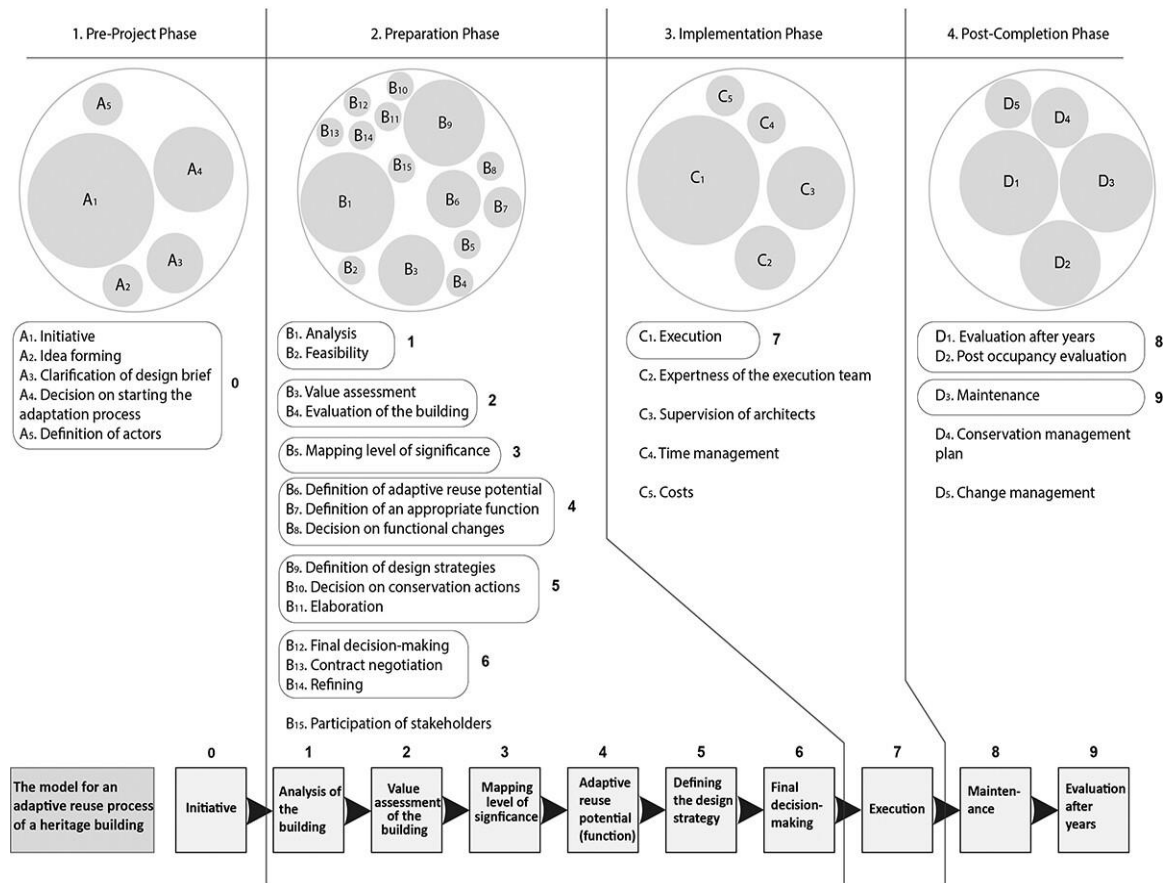 1. Pre-Project Phase
2. Preparation Phase
3. Implementation Phase
4. Post-Completion Phase
A5
A4
A1
A3
A2
B10
B12
B11
B9
B13
B14
B15
B8
B1
B6
B7
B5
B2
B3
B4
C5
C4
C1
C3
C2
D5
D4
D1
D3
D2
A1. Initiative
A2. Idea forming
A3. Clarification of design brief
A4. Decision on starting the
adaptation process
A5. Definition of actors
0
B1. Analysis
B2. Feasibility
1
B3. Value assessment
B4. Evaluation of the building
2
B5. Mapping level of significance
3
B6. Definition of adaptive reuse potential
B7. Definition of an appropriate function
B8. Decision on functional changes
4
B9. Definition of design strategies
B10. Decision on conservation actions
B11. Elaboration
5
B12. Final decision-making
B13. Contract negotiation
B14. Refining
6
B15. Participation of stakeholders
C1. Execution
7
C2. Expertness of the execution team
C3. Supervision of architects
C4. Time management
C5. Costs
D1. Evaluation after years
D2. Post occupancy evaluation
8
D3. Maintenance
9
D4. Conservation management
plan
D5. Change management
The model for an
adaptive reuse process
of a heritage building
0
Initiative
1
Analysis of
the
building
2
Value
assessment
of the
building
3
Mapping
level of
signficance
4
Adaptive
reuse
potential
(function)
5
Defining
the design
strategy
6
Final
decision-
making
7
Execution
8
Mainten-
ance
9
Evaluation
after
years